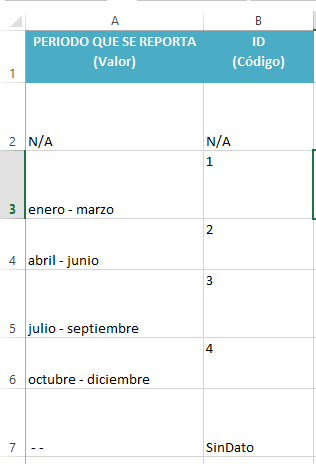 A B
PERIODO QUE SE REPORTA ID
(Valor) (Código)
1
2 N/A N/A
1
3 enero - marzo
2
4 abril - junio
3
5 julio - septiembre
4
6 octubre - diciembre
7 - - SinDato